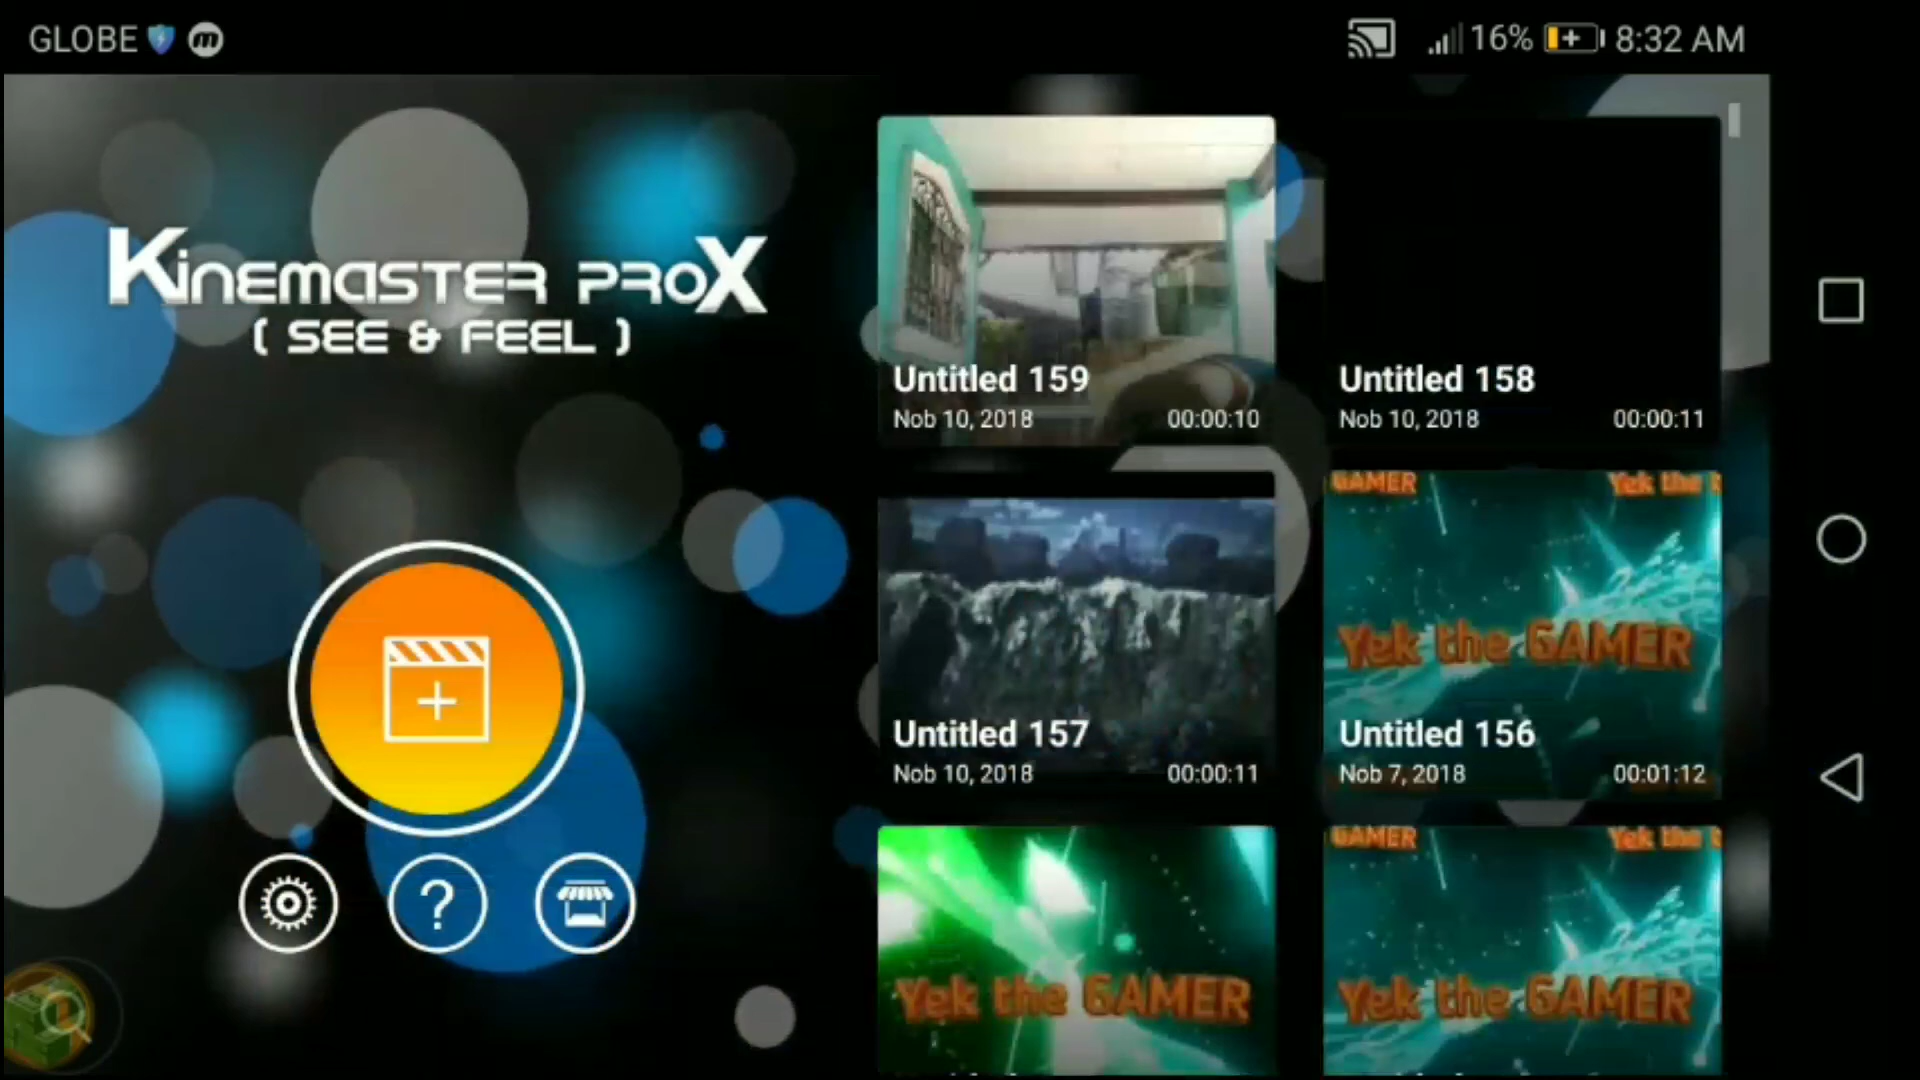 GLOBE
16%
8:32 AM
KINEMASTER PROX
( SEE & FEEL )
Untitled 159
Nob 10, 2018
00:00:10
Untitled 158
Nob 10, 2018
00:00:11
Untitled 157
Nob 10, 2018
00:00:11
GAMER
Yek the
Yek the GAMER
Untitled 156
Nob 7, 2018
00:01:12
Yek the GAMER
GAMER
Yek the
Yek the GAMER